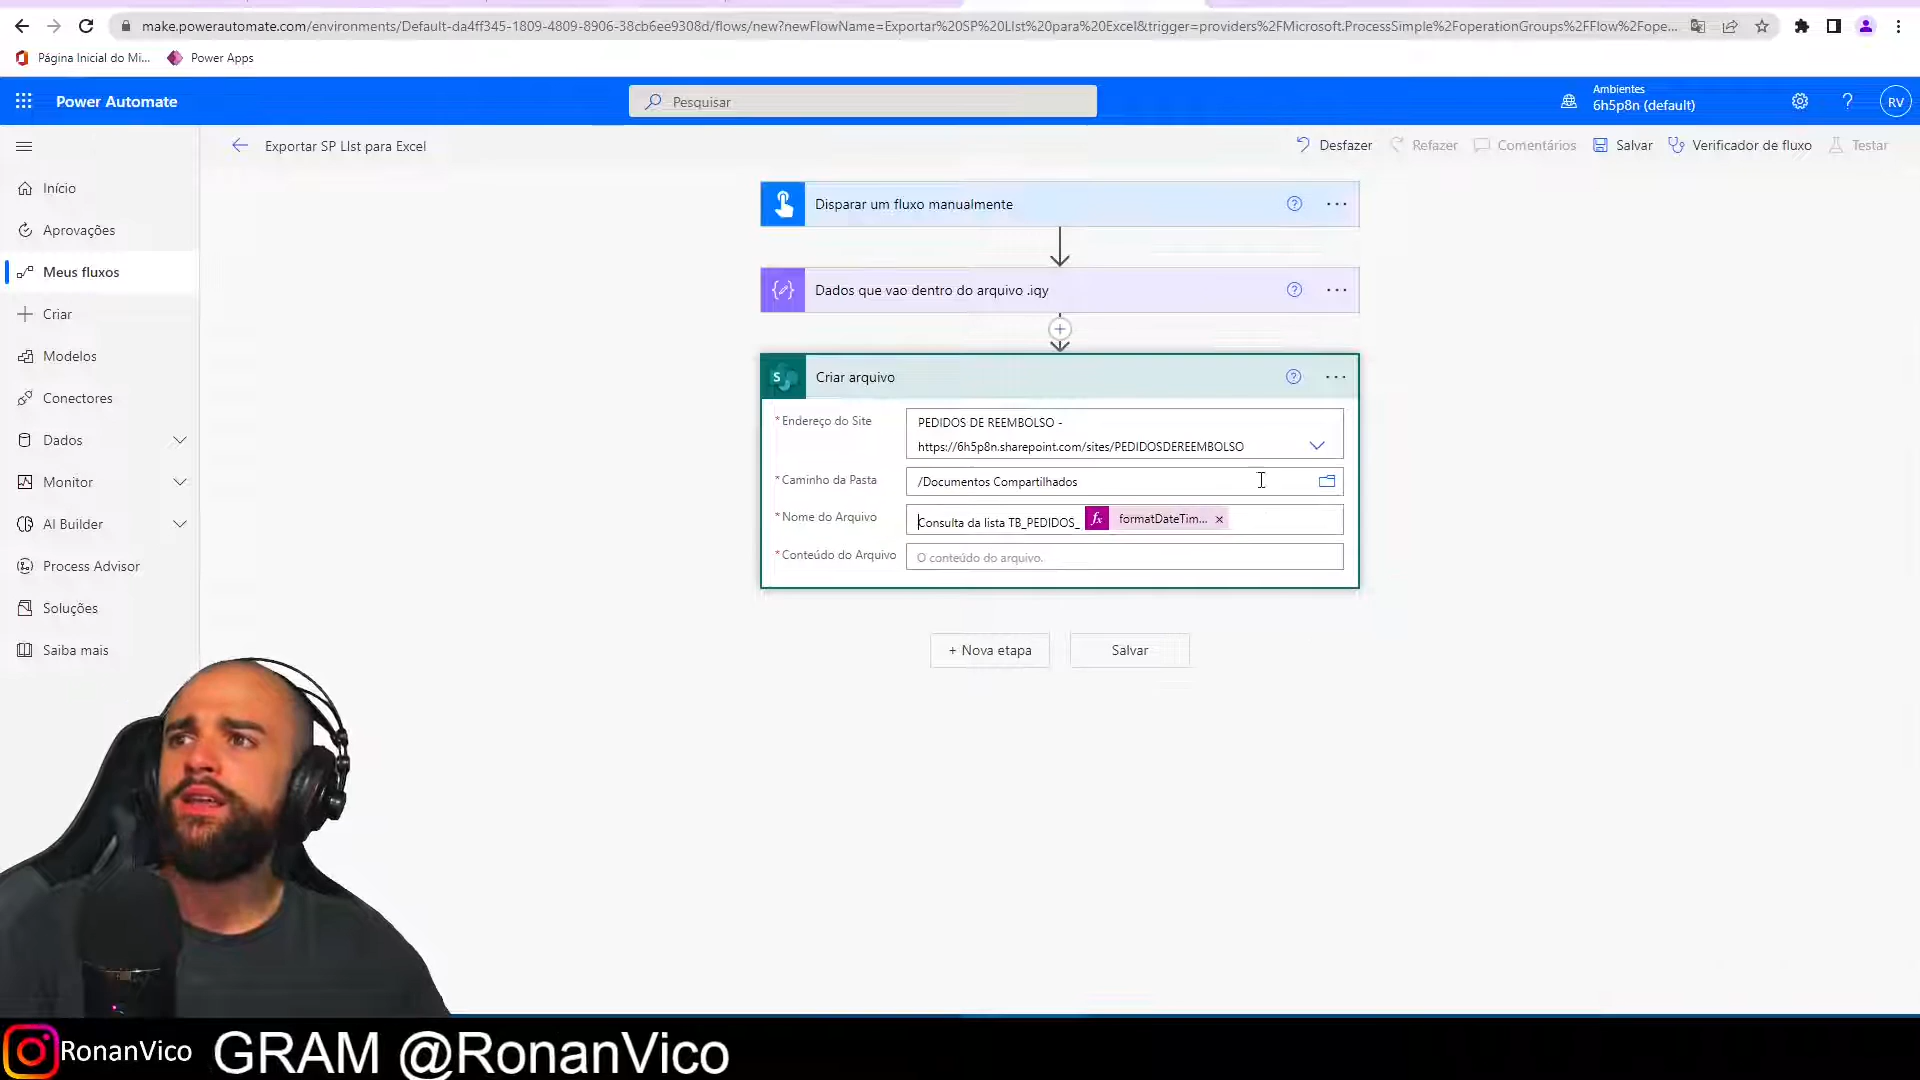 make.powerautomate.com/environments/Default-da4ff345-1809-4809-8906-38cb6ee9308d/flows/new?newFlowName=Exportar%20SP%20LIst%20para%20Excel&trigger=providers%2FMicrosoft.ProcessSimple%2FoperationGroups%2FFlow%2Fope...
Página Inicial do Mi...
Power Apps
Power Automate
Pesquisar
Ambientes
6h5p8n (default)
RV
Exportar SP LIst para Excel
Desfazer
Refazer
Comentários
Salvar
Verificador de fluxo
Testar
Início
Aprovações
Meus fluxos
Criar
Modelos
Conectores
Dados
Monitor
AI Builder
Process Advisor
Soluções
Saiba mais
Disparar um fluxo manualmente
Dados que vao dentro do arquivo .iqy
Criar arquivo
* Endereço do Site
PEDIDOS DE REEMBOLSO -
https://6h5p8n.sharepoint.com/sites/PEDIDOSDEREEMBOLSO
* Caminho da Pasta
/Documentos Compartilhados
* Nome do Arquivo
Consulta da lista TB_PEDIDOS_ fx formatDateTim... ×
* Conteúdo do Arquivo
O conteúdo do arquivo.
+ Nova etapa
Salvar
RonanVico
GRAM @RonanVico